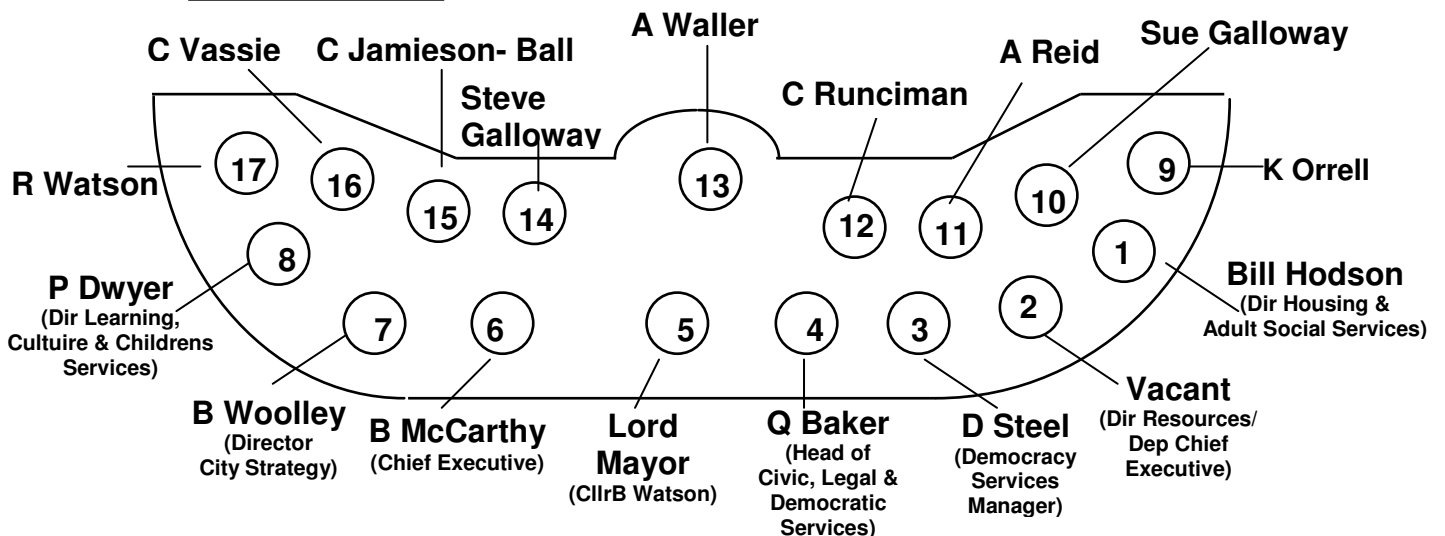 A Waller
Sue Galloway
C Vassie
C Jamieson- Ball
A Reid
Steve
Galloway
C Runciman
17
16
15
14
13
12
11
10
9
R Watson
K Orrell
8
1
P Dwyer
(Dir Learning,
Cultuire & Childrens
Services)
Bill Hodson
(Dir Housing &
Adult Social Services)
7
6
5
4
3
2
B Woolley
(Director
City Strategy)
B McCarthy
(Chief Executive)
Lord
Mayor
(CllrB Watson)
Q Baker
(Head of
Civic, Legal &
Democratic
Services)
D Steel
(Democracy
Services
Manager)
Vacant
(Dir Resources/
Dep Chief
Executive)